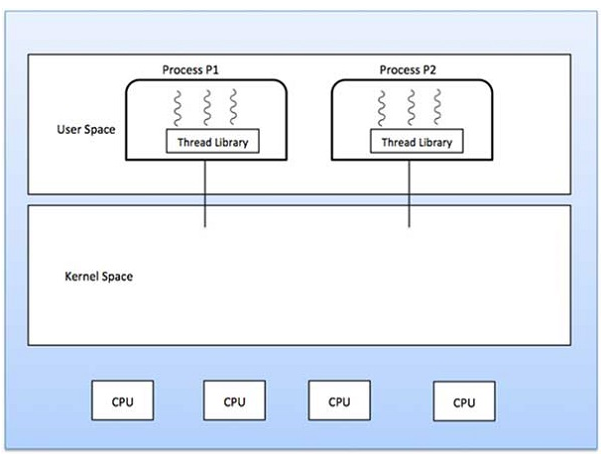 Process P1
Process P2
User Space
Thread Library
Thread Library
Kernel Space
CPU
CPU
CPU
CPU